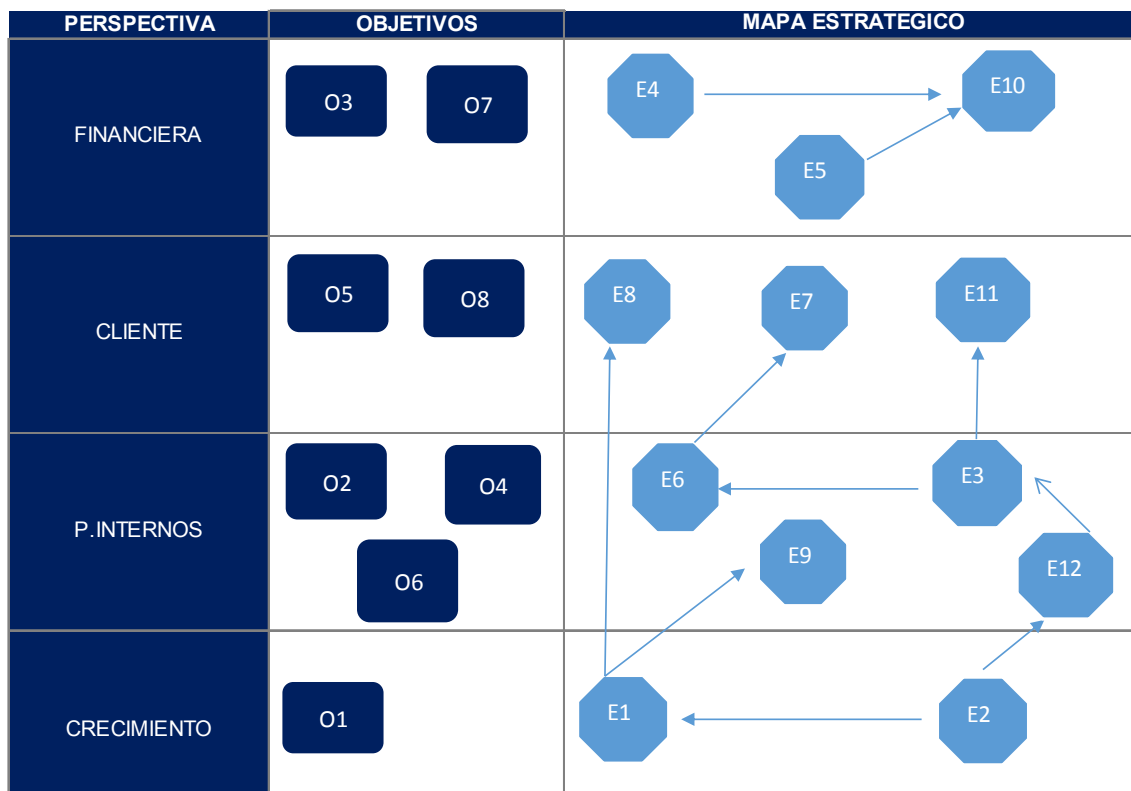 PERSPECTIVA OBJETIVOS MAPA ESTRATEGICO
FINANCIERA
O3 O7
E4 E10
E5
CLIENTE
O5 O8
E8 E7 E11
P.INTERNOS
O2 O4
O6
E6 E3
E9 E12
CRECIMIENTO
O1
E1 E2